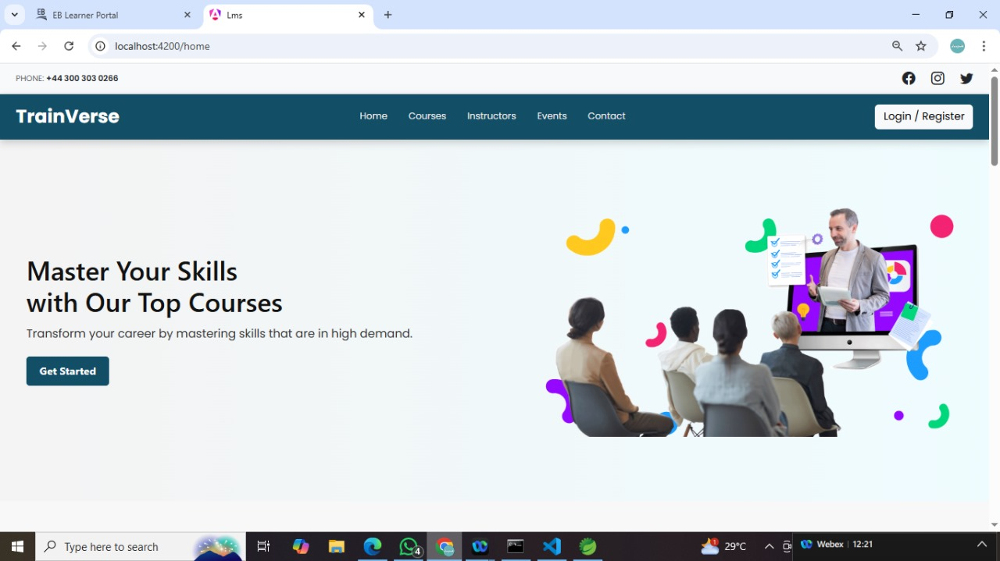 EB Learner Portal
Lms
localhost:4200/home
PHONE: +44 300 303 0266
TrainVerse
Home
Courses
Instructors
Events
Contact
Login / Register
Master Your Skills
with Our Top Courses
Transform your career by mastering skills that are in high demand.
Get Started
Type here to search
4
1
29°C
Webex
12:21